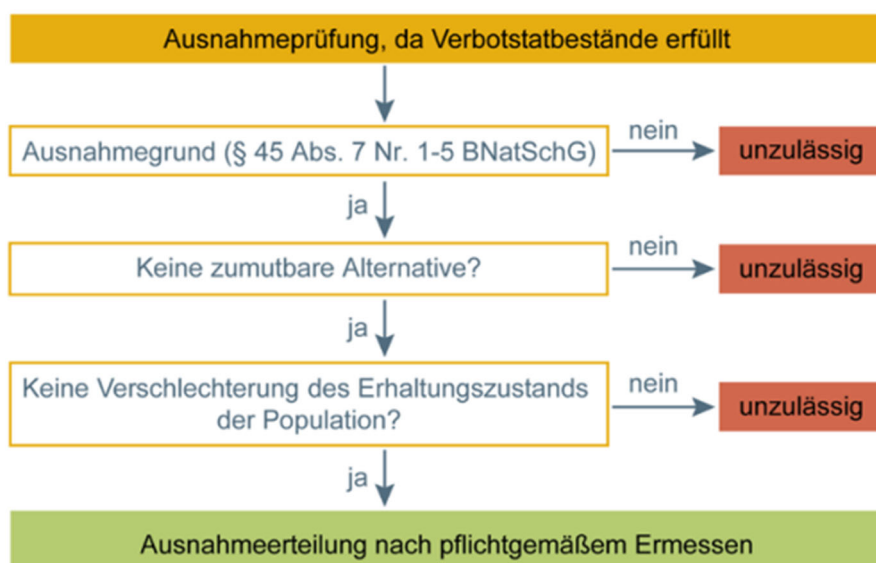 Ausnahmeprüfung, da Verbotstatbestände erfüllt
Ausnahmegrund (§ 45 Abs. 7 Nr. 1-5 BNatSchG)
nein
unzulässig
ja
Keine zumutbare Alternative?
nein
unzulässig
ja
Keine Verschlechterung des Erhaltungszustands
der Population?
nein
unzulässig
ja
Ausnahmeerteilung nach pflichtgemäßem Ermessen